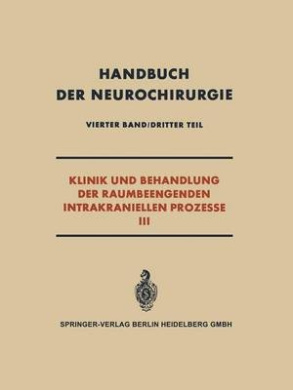 HANDBUCH
DER NEUROCHIRURGIE
VIERTER BAND/DRITTER TEIL
KLINIK UND BEHANDLUNG
DER RAUMBEENGENDEN
INTRAKRANIELLEN PROZESSE
III
SPRINGER-VERLAG BERLIN HEIDELBERG GMBH